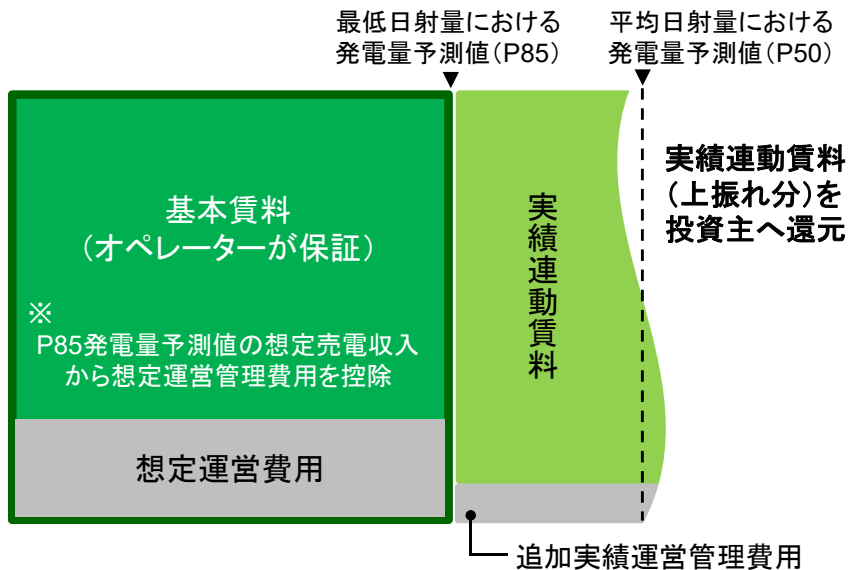 最低日射量における
発電量予測値（P85）
平均日射量における
発電量予測値（P50）
基本賃料
（オペレーターが保証）
※
P85発電量予測値の想定売電収入
から想定運営管理費用を控除
想定運営費用
実績連動賃料
実績連動賃料
（上振れ分）を
投資主へ還元
追加実績運営管理費用